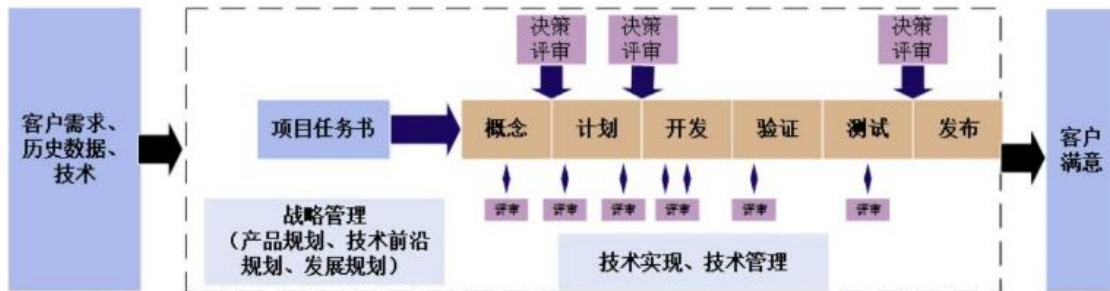 决策
评审
决策
评审
决策
评审
客户需求、
历史数据、
技术
项目任务书
概念
计划
开发
验证
测试
发布
客户
满意
评审
评审
评审
评审
评审
评审
战略管理
（产品规划、技术前沿
规划、发展规划）
技术实现、技术管理